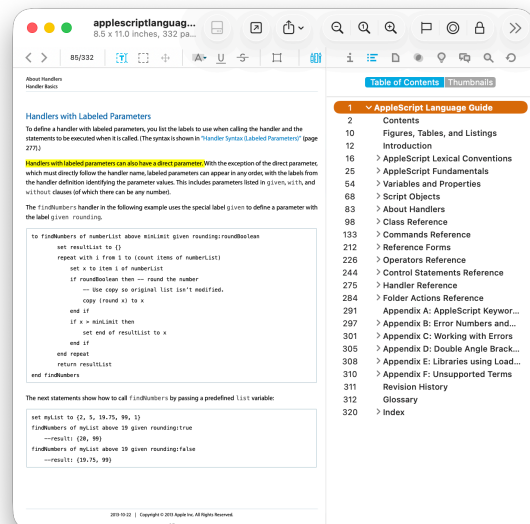 applescriptlanguag...
8.5 x 11.0 inches, 332 pa...
85/332
A
U
S
Table of Contents
Thumbnails
About Handlers
Handler Basics
Handlers with Labeled Parameters
To define a handler with labeled parameters, you list the labels to use when calling the handler and the
statements to be executed when it is called. (The syntax is shown in "Handler Syntax (Labeled Parameters)" (page
277).)
Handlers with labeled parameters can also have a direct parameter. With the exception of the direct parameter,
which must directly follow the handler name, labeled parameters can appear in any order, with the labels from
the handler definition identifying the parameter values. This includes parameters listed in given, with, and
without clauses (of which there can be any number).
The findNumbers handler in the following example uses the special label given to define a parameter with
the label given rounding.
to findNumbers of numberList above minLimit given rounding:roundBoolean
set resultList to {}
repeat with i from 1 to (count items of numberList)
set x to item i of numberList
if roundBoolean then -- round the number
-- Use copy so original list isn't modified.
copy (round x) to x
end if
if x > minLimit then
set end of resultList to x
end if
end repeat
return resultList
end findNumbers
The next statements show how to call findNumbers by passing a predefined list variable:
set myList to {2, 5, 19.75, 99, 1}
findNumbers of myList above 19 given rounding:true
--result: {20, 99}
findNumbers of myList above 19 given rounding:false
--result: {19.75, 99}
2013-10-22 | Copyright © 2013 Apple Inc. All Rights Reserved.
1 AppleScript Language Guide
2 Contents
10 Figures, Tables, and Listings
12 Introduction
16 AppleScript Lexical Conventions
25 AppleScript Fundamentals
54 Variables and Properties
68 Script Objects
83 About Handlers
98 Class Reference
133 Commands Reference
212 Reference Forms
226 Operators Reference
244 Control Statements Reference
275 Handler Reference
284 Folder Actions Reference
291 Appendix A: AppleScript Keywor...
297 Appendix B: Error Numbers and...
301 Appendix C: Working with Errors
305 Appendix D: Double Angle Brack...
308 Appendix E: Libraries using Load...
310 Appendix F: Unsupported Terms
311 Revision History
312 Glossary
320 Index